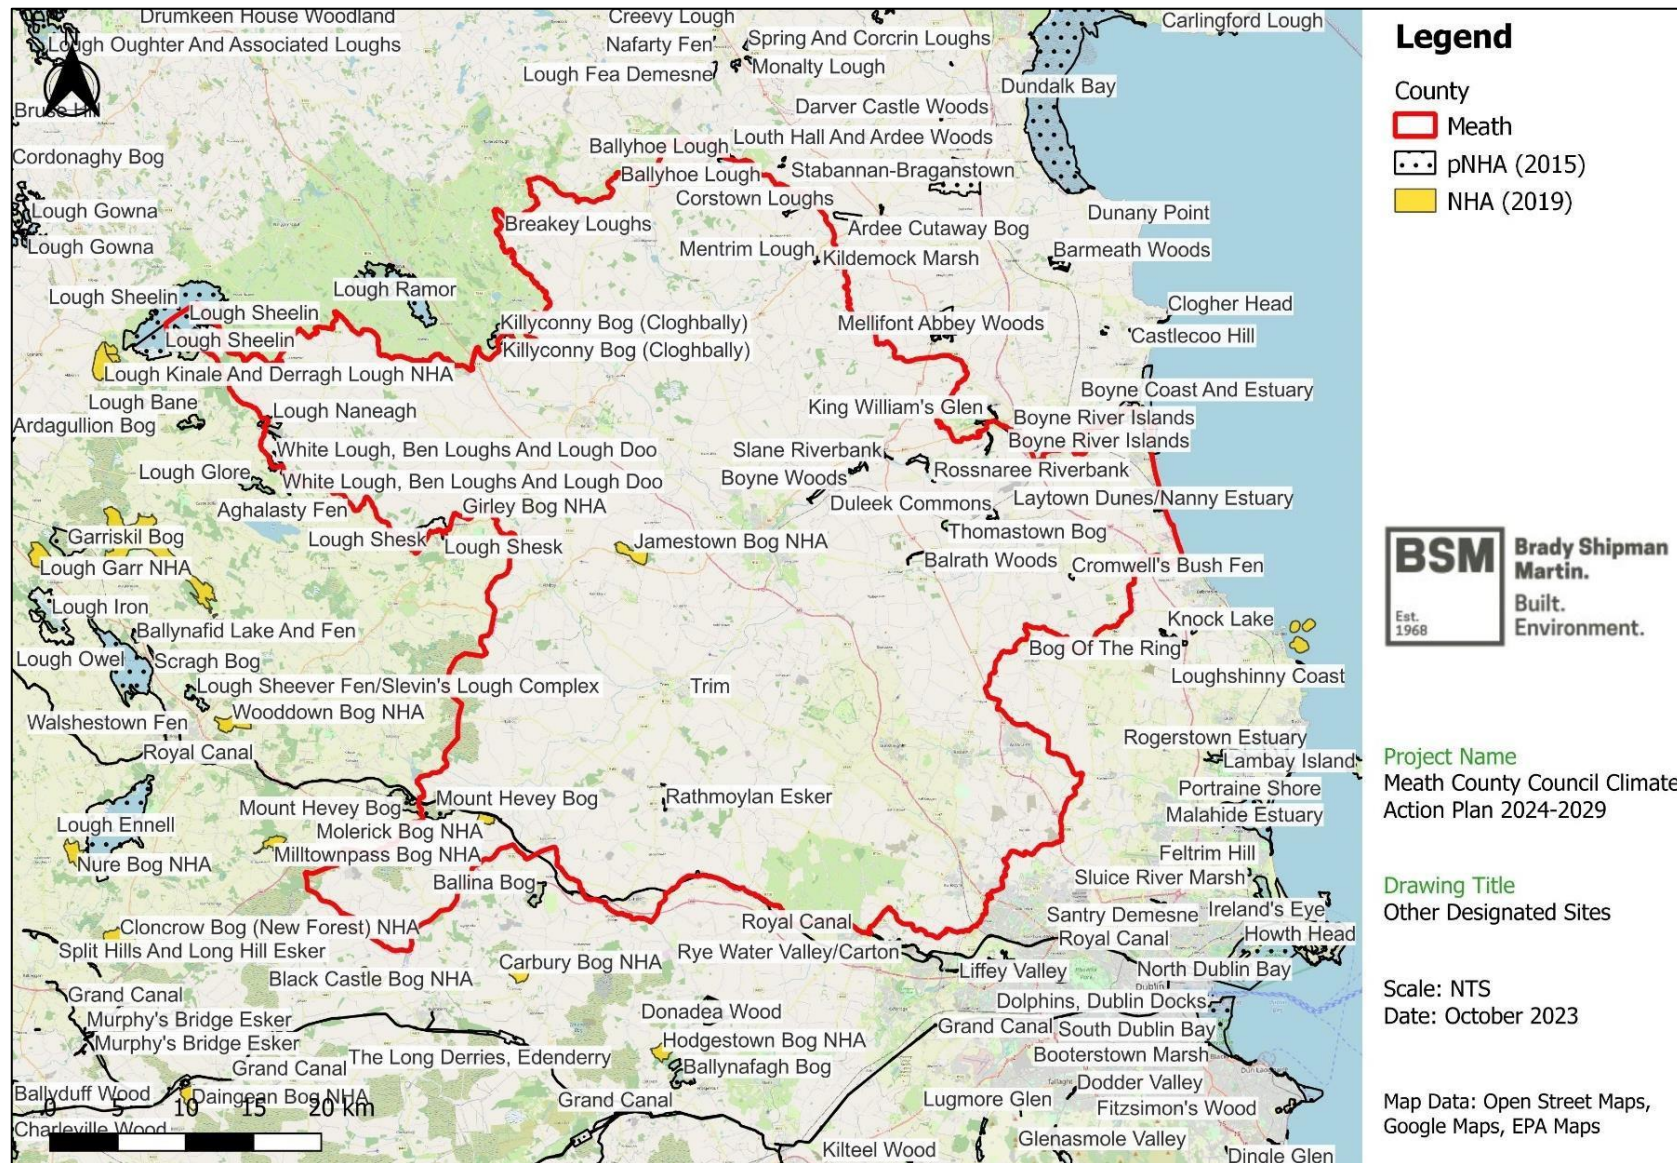 Drumkeen House Woodland
Creevy Lough
Carlingford Lough
Lough Oughter And Associated Loughs
Nafarty Fen
Spring And Corcrin Loughs
Lough Fea Demesne
Monalty Lough
Dundalk Bay
Bruse Hill
Darver Castle Woods
Ballyhoe Lough
Louth Hall And Ardee Woods
Cordonaghy Bog
Ballyhoe Lough
Stabannan-Braganstown
Corstown Loughs
Lough Gowna
Breakey Loughs
Ardee Cutaway Bog
Dunany Point
Lough Gowna
Mentrim Lough
Kildemock Marsh
Barmeath Woods
Lough Sheelin
Lough Ramor
Lough Sheelin
Killyconny Bog (Cloghbally)
Mellifont Abbey Woods
Clogher Head
Lough Sheelin
Killyconny Bog (Cloghbally)
Castlecoo Hill
Lough Kinale And Derragh Lough NHA
Lough Bane
Lough Naneagh
King William's Glen
Boyne Coast And Estuary
Ardagullion Bog
Boyne River Islands
White Lough, Ben Loughs And Lough Doo
Slane Riverbank
Boyne River Islands
Lough Glore
White Lough, Ben Loughs And Lough Doo
Boyne Woods
Rossnaree Riverbank
Aghalasty Fen
Girley Bog NHA
Duleek Commons
Laytown Dunes/Nanny Estuary
Garriskil Bog
Lough Shesk
Lough Shesk
Jamestown Bog NHA
Thomastown Bog
Lough Garr NHA
Balrath Woods
Cromwell's Bush Fen
Lough Iron
Ballynafid Lake And Fen
Knock Lake
Lough Owel
Scragh Bog
Bog Of The Ring
Lough Sheever Fen/Slevin's Lough Complex
Trim
Loughshinny Coast
Walshestown Fen
Wooddown Bog NHA
Royal Canal
Rogerstown Estuary
Lambay Island
Mount Hevey Bog
Mount Hevey Bog
Rathmoylan Esker
Portraine Shore
Lough Ennell
Molerick Bog NHA
Malahide Estuary
Nure Bog NHA
Milltownpass Bog NHA
Feltrim Hill
Ballina Bog
Sluice River Marsh
Cloncrow Bog (New Forest) NHA
Royal Canal
Santry Demesne
Ireland's Eye
Split Hills And Long Hill Esker
Rye Water Valley/Carton
Royal Canal
Howth Head
Black Castle Bog NHA
Carbury Bog NHA
Liffey Valley
North Dublin Bay
Grand Canal
Donadea Wood
Dolphins, Dublin Docks
Murphy's Bridge Esker
Grand Canal
South Dublin Bay
Murphy's Bridge Esker
The Long Derries, Edenderry
Hodgestown Bog NHA
Booterstown Marsh
Grand Canal
Ballynafagh Bog
Dodder Valley
Ballyduff Wood
Daingean Bog NHA
Grand Canal
Lugmore Glen
Fitzsimon's Wood
Charleville Wood
Kilteel Wood
Glenasmole Valley
Dingle Glen
0 5 10 15 20 km
Legend
County
Meath
pNHA (2015)
NHA (2019)
BSM
Est.
1968
Brady Shipman
Martin.
Built.
Environment.
Project Name
Meath County Council Climate
Action Plan 2024-2029
Drawing Title
Other Designated Sites
Scale: NTS
Date: October 2023
Map Data: Open Street Maps,
Google Maps, EPA Maps